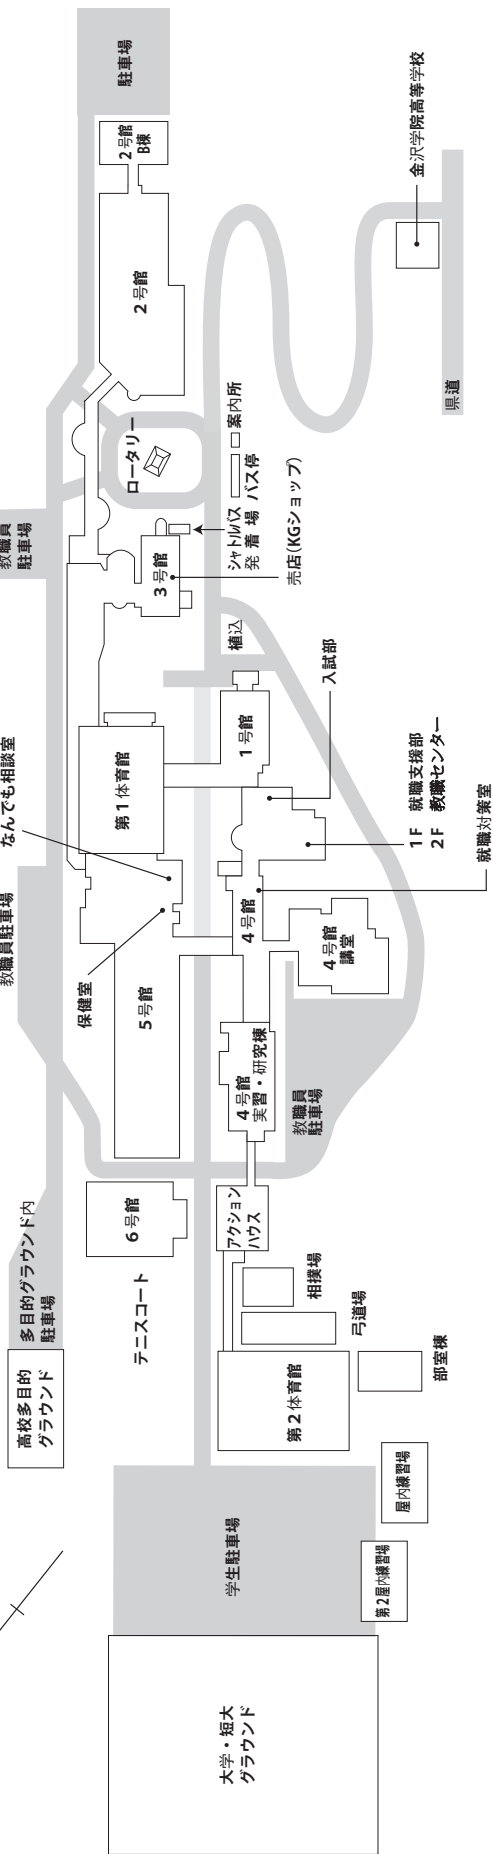 駐車場
2号館
B棟
2号館
金沢学院高等学校
県道
ロータリー
案内所
バス停
シャトルバス
発着場
売店(KGショップ)
教職員
駐車場
3号館
植込
入試部
1号館
1F 就職支援部
2F 教職センター
就職対策室
なんでも相談室
第1体育館
教職員駐車場
保健室
5号館
4号館
4号館
講堂
4号館
実習・研究棟
教職員
駐車場
6号館
アクション
ハウス
多目的グラウンド内
駐車場
テニスコート
相撲場
弓道場
高校多目的
グラウンド
第2体育館
部室棟
屋内練習場
学生駐車場
第2屋内練習場
大学・短大
グラウンド